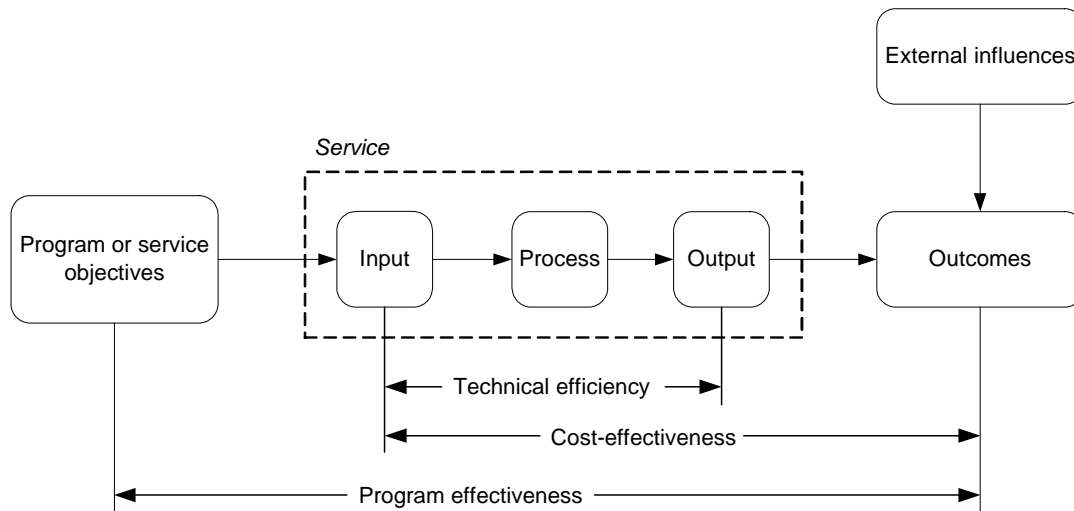 External influences
Service
Program or service
objectives
Input
Process
Output
Outcomes
Technical efficiency
Cost-effectiveness
Program effectiveness